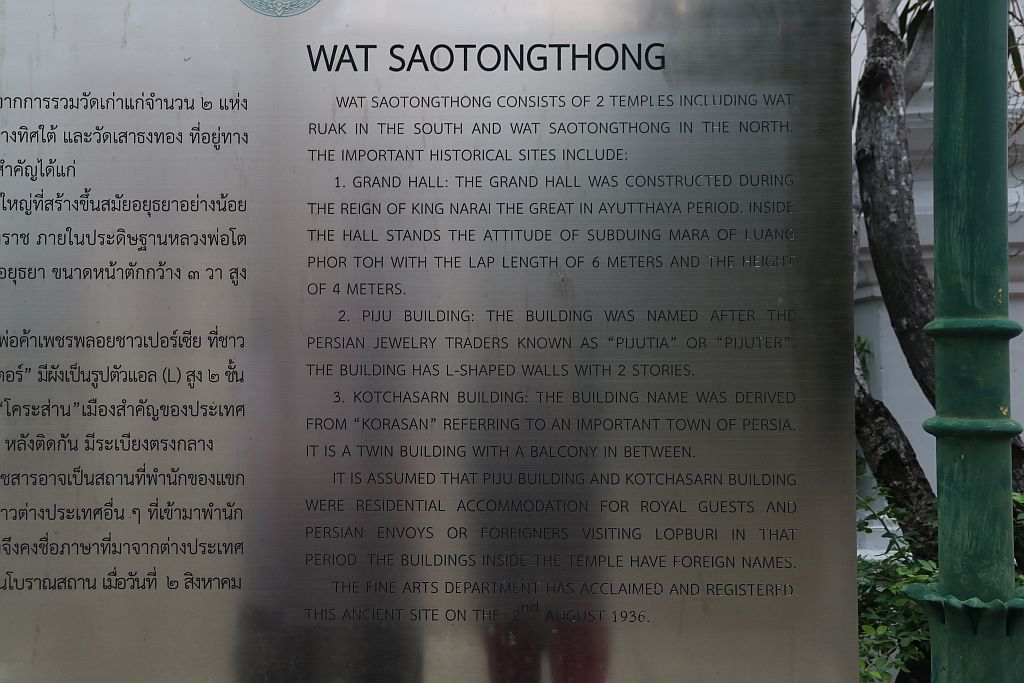 WAT SAOTONGTHONG
จากการรวมวัดเก่าแก่จำนวน ๒ แห่ง
างทิศใต้ และวัดเสาธงทอง ที่อยู่ทาง
สำคัญได้แก่
ใหญ่ที่สร้างขึ้นสมัยอยุธยาอย่างน้อย
ราช ภายในประดิษฐานหลวงพ่อโต
อยุธยา ขนาดหน้าตักกว้าง ๓ วา สูง
พ่อค้าเพชรพลอยชาวเปอร์เซีย ที่ชาว
ตอร์” มีผังเป็นรูปตัวแอล (L) สูง ๒ ชั้น
“โคระส่าน”เมืองสำคัญของประเทศ
หลังติดกัน มีระเบียงตรงกลาง
ชสารอาจเป็นสถานที่พำนักของแขก
าวต่างประเทศอื่น ๆ ที่เข้ามาพำนัก
จึงคงชื่อภาษาที่มาจากต่างประเทศ
นโบราณสถาน เมื่อวันที่ ๒ สิงหาคม
WAT SAOTONGTHONG CONSISTS OF 2 TEMPLES INCLUDING WAT
RUAK IN THE SOUTH AND WAT SAOTONGTHONG IN THE NORTH.
THE IMPORTANT HISTORICAL SITES INCLUDE:
1. GRAND HALL: THE GRAND HALL WAS CONSTRUCTED DURING
THE REIGN OF KING NARAI THE GREAT IN AYUTTHAYA PERIOD. INSIDE
THE HALL STANDS THE ATTITUDE OF SUBDUING MARA OF LUANG
PHOR TOH WITH THE LAP LENGTH OF 6 METERS AND THE HEIGHT
OF 4 METERS.
2. PIJU BUILDING: THE BUILDING WAS NAMED AFTER THE
PERSIAN JEWELRY TRADERS KNOWN AS “PIJUTIA” OR “PIJUTER”.
THE BUILDING HAS L-SHAPED WALLS WITH 2 STORIES.
3. KOTCHASARN BUILDING: THE BUILDING NAME WAS DERIVED
FROM “KORASAN” REFERRING TO AN IMPORTANT TOWN OF PERSIA.
IT IS A TWIN BUILDING WITH A BALCONY IN BETWEEN.
IT IS ASSUMED THAT PIJU BUILDING AND KOTCHASARN BUILDING
WERE RESIDENTIAL ACCOMMODATION FOR ROYAL GUESTS AND
PERSIAN ENVOYS OR FOREIGNERS VISITING LOPBURI IN THAT
PERIOD THE BUILDINGS INSIDE THE TEMPLE HAVE FOREIGN NAMES.
THE FINE ARTS DEPARTMENT HAS ACCLAIMED AND REGISTERED
THIS ANCIENT SITE ON THE 2nd AUGUST 1936.